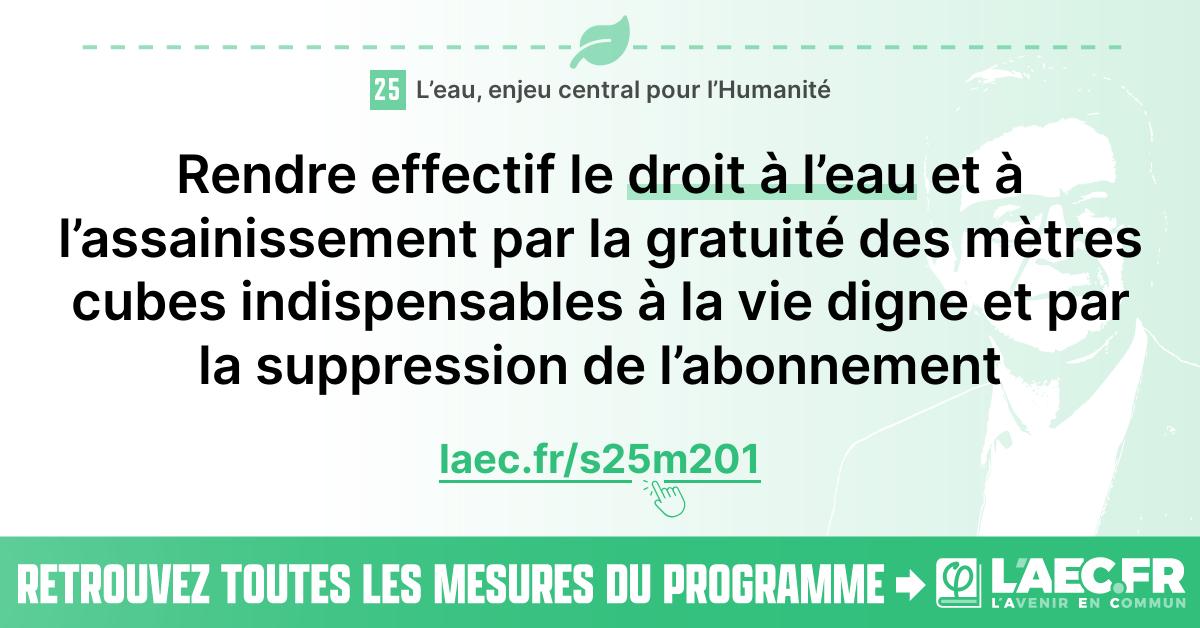 25 L’eau, enjeu central pour l’Humanité
Rendre effectif le droit à l’eau et à
l’assainissement par la gratuité des mètres
cubes indispensables à la vie digne et par
la suppression de l’abonnement
laec.fr/s25m201
RETROUVEZ TOUTES LES MESURES DU PROGRAMME
φ L'AEC.FR
L'AVENIR EN COMMUN